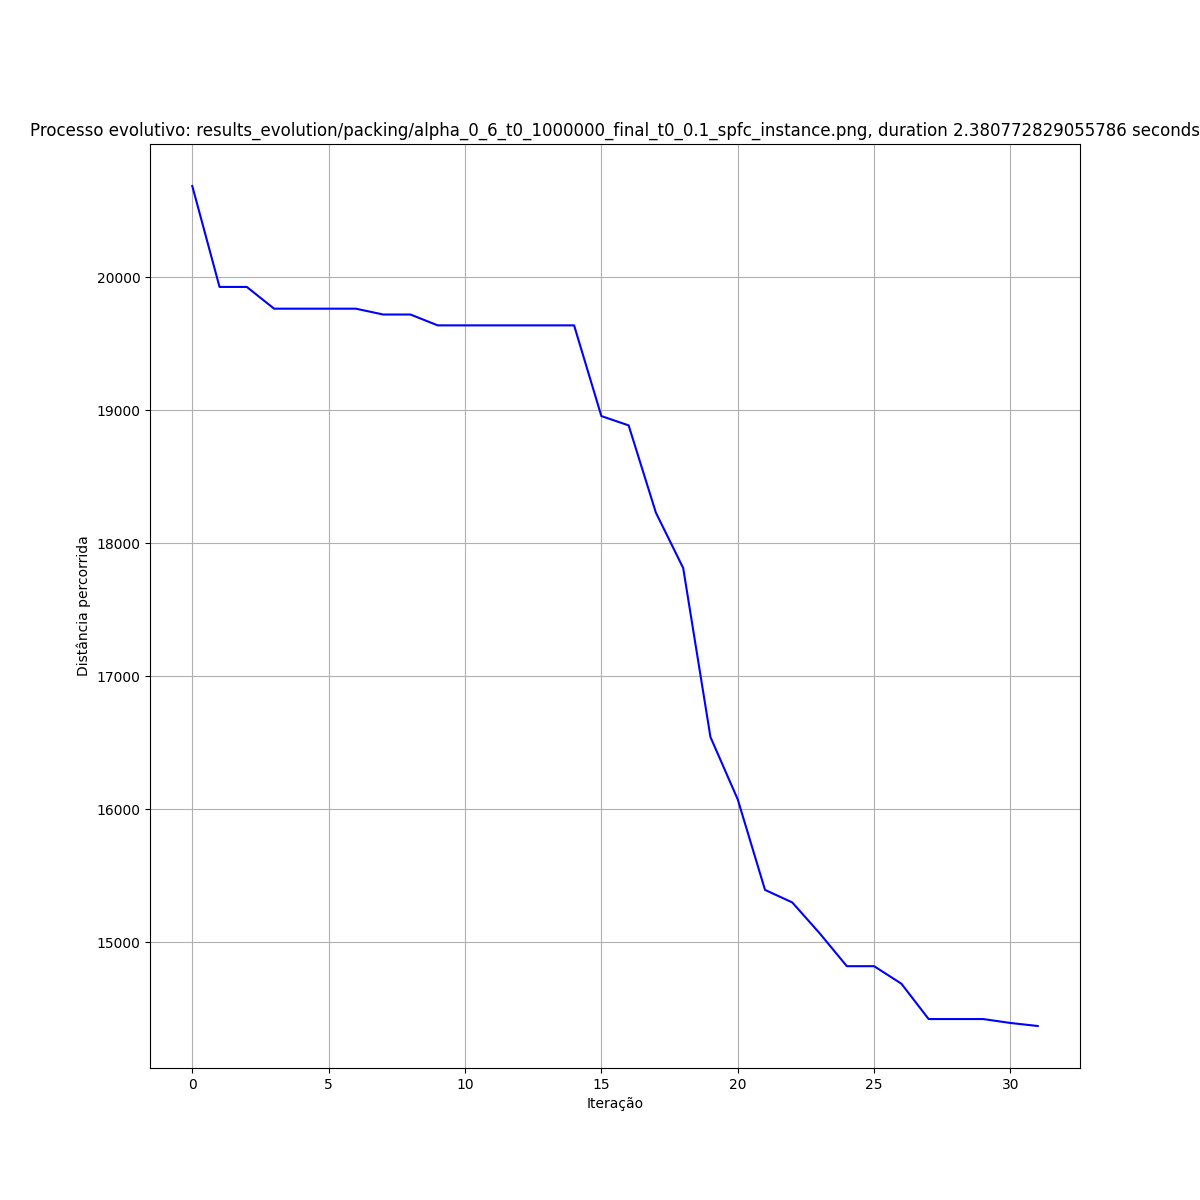 Processo evolutivo: results_evolution/packing/alpha_0_6_t0_1000000_final_t0_0.1_spfc_instance.png, duration 2.380772829055786 seconds
20000
19000
18000
17000
16000
15000
Distância percorrida
0 5 10 15 20 25 30
Iteração